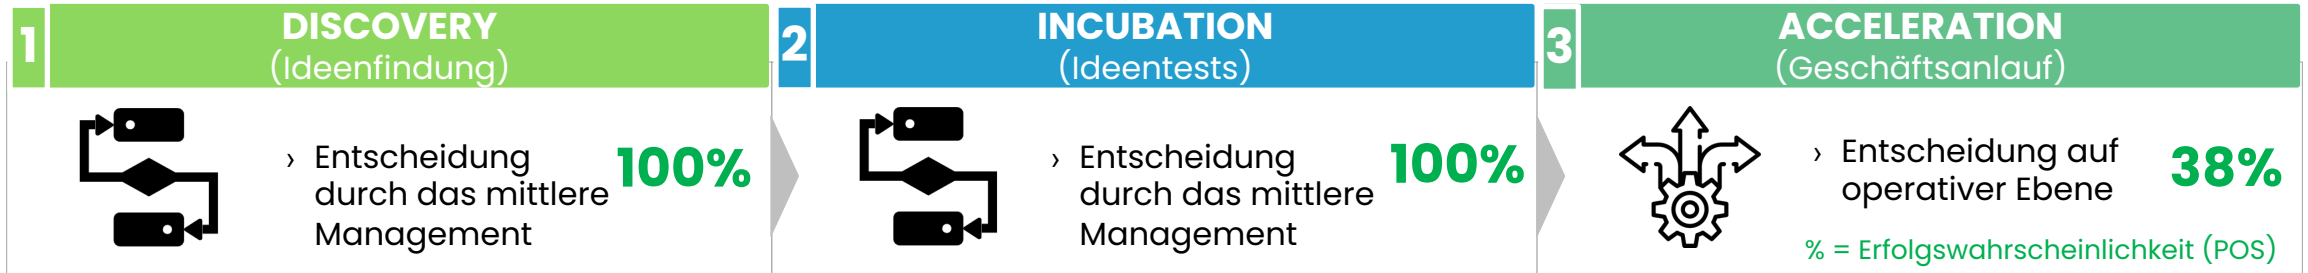 1
DISCOVERY
(Ideenfindung)
› Entscheidung
durch das mittlere
Management
100%
2
INCUBATION
(Ideentests)
› Entscheidung
durch das mittlere
Management
100%
3
ACCELERATION
(Geschäftsanlauf)
› Entscheidung auf
operativer Ebene
38%
% = Erfolgswahrscheinlichkeit (POS)